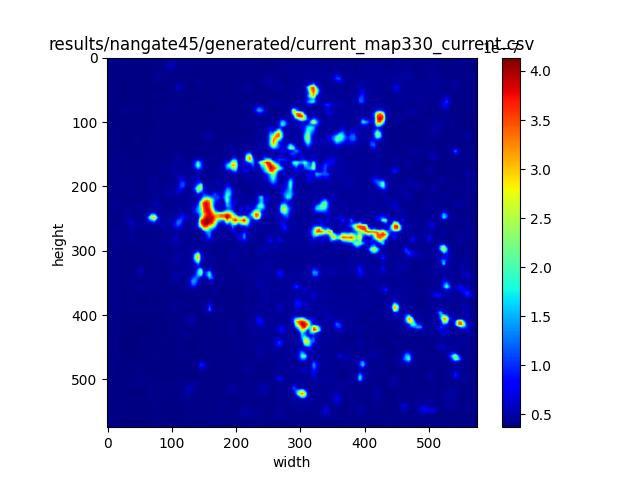 results/nangate45/generated/current_map330_current.csv
1e−7
0
100
200
300
400
500
height
0 100 200 300 400 500
width
4.0
3.5
3.0
2.5
2.0
1.5
1.0
0.5